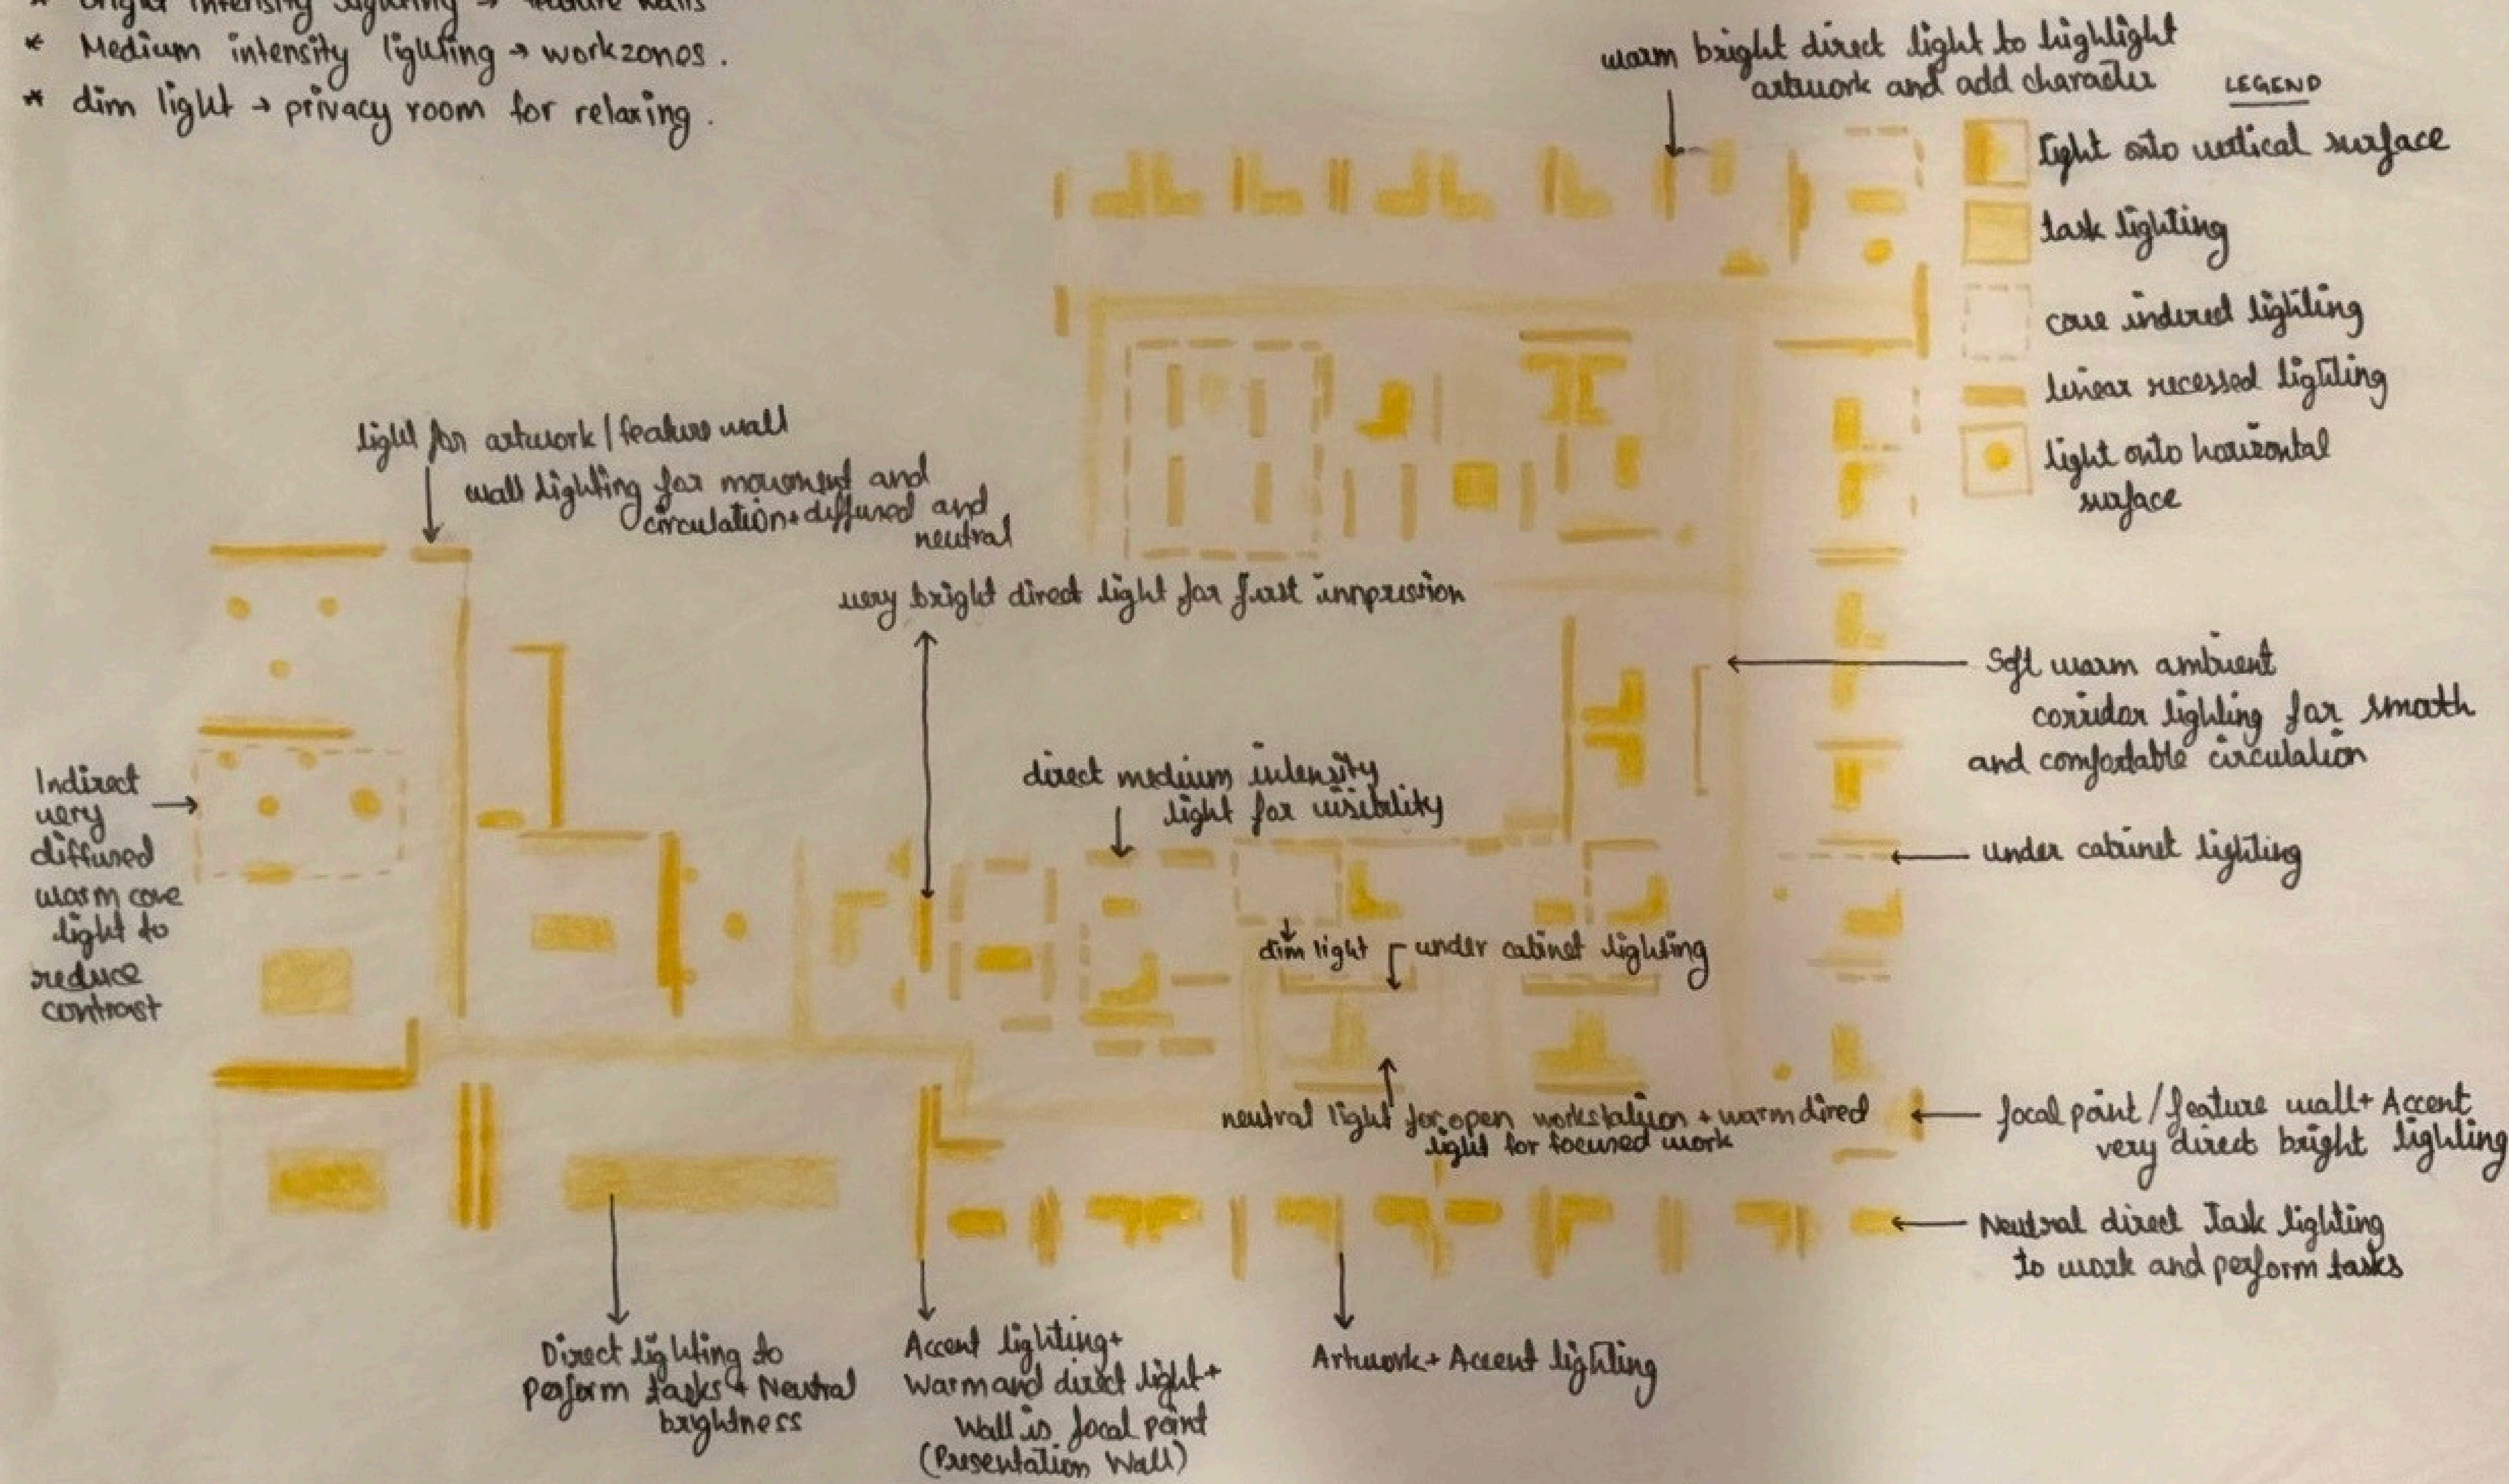 * bright intensity lighting → feature walls
* Medium intensity lighting → workzones.
* dim light → privacy room for relaxing.
warm bright direct light to highlight
artwork and add character
LEGEND
light onto vertical surface
task lighting
cove indirect lighting
linear recessed lighting
light onto horizontal
surface
light for artwork/feature wall
wall lighting for movement and
circulation + diffused and
neutral
very bright direct light for first impression
Soft warm ambient
corridor lighting for smooth
and comfortable circulation
direct medium intensity
light for visibility
Indirect
very
diffused
warm cove
light to
reduce
contrast
under cabinet lighting
dim light
under cabinet lighting
neutral light for open workstation + warm direct
light for focused work
focal point/feature wall + Accent
very direct bright lighting
Neutral direct Task lighting
to work and perform tasks
Direct lighting to
perform tasks + Neutral
brightness
Accent lighting +
Warm and direct light +
Wall is focal point
(Presentation Wall)
Artwork + Accent lighting